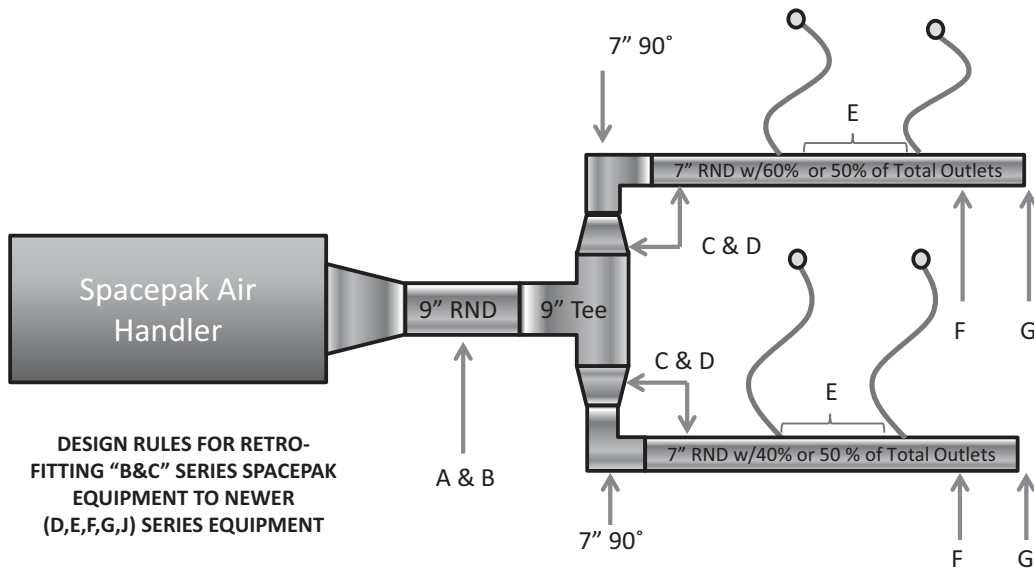 7” 90˚
E
7” RND w/60% or 50% of Total Outlets
C & D
Spacepak Air
Handler
9” RND
9” Tee
F
G
C & D
E
DESIGN RULES FOR RETRO-
FITTING “B&C” SERIES SPACEPAK
EQUIPMENT TO NEWER
(D,E,F,G,J) SERIES EQUIPMENT
A & B
7” RND w/40% or 50 % of Total Outlets
7” 90˚
F
G